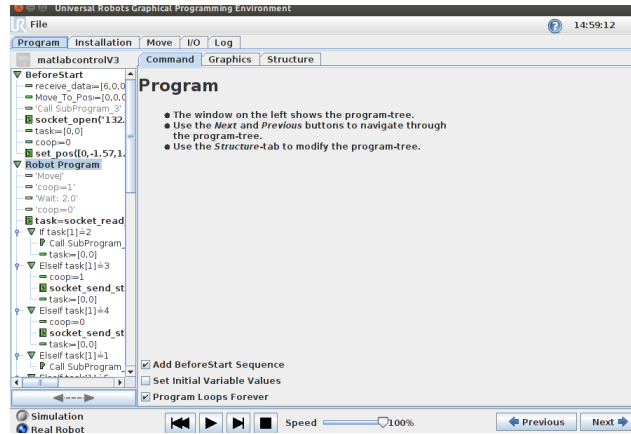 Universal Robots Graphical Programming Environment
File
? 14:59:12
Program Installation Move I/O Log
matlabcontrolV3 Command Graphics Structure
BeforeStart
receive_data≔[6,0,0
Move_To_Pos≔[0,0,0
'Call SubProgram_3'
socket_open("132.
task≔[0,0]
coop≔0
set_pos([0,-1.57,1.
Robot Program
'MoveJ'
'coop≔1'
'Wait: 2.0'
'coop≔0'
task=socket_read_
If task[1]≟2
Call SubProgram_
task≔[0,0]
ElseIf task[1]≟3
coop≔1
socket_send_st
task≔[0,0]
ElseIf task[1]≟4
coop≔0
socket_send_st
task≔[0,0]
ElseIf task[1]≟1
Call SubProgram_
Program
The window on the left shows the program-tree.
Use the Next and Previous buttons to navigate through
the program-tree.
Use the Structure-tab to modify the program-tree.
Add BeforeStart Sequence
Set Initial Variable Values
Program Loops Forever
Simulation
Real Robot
Speed 100%
Previous Next